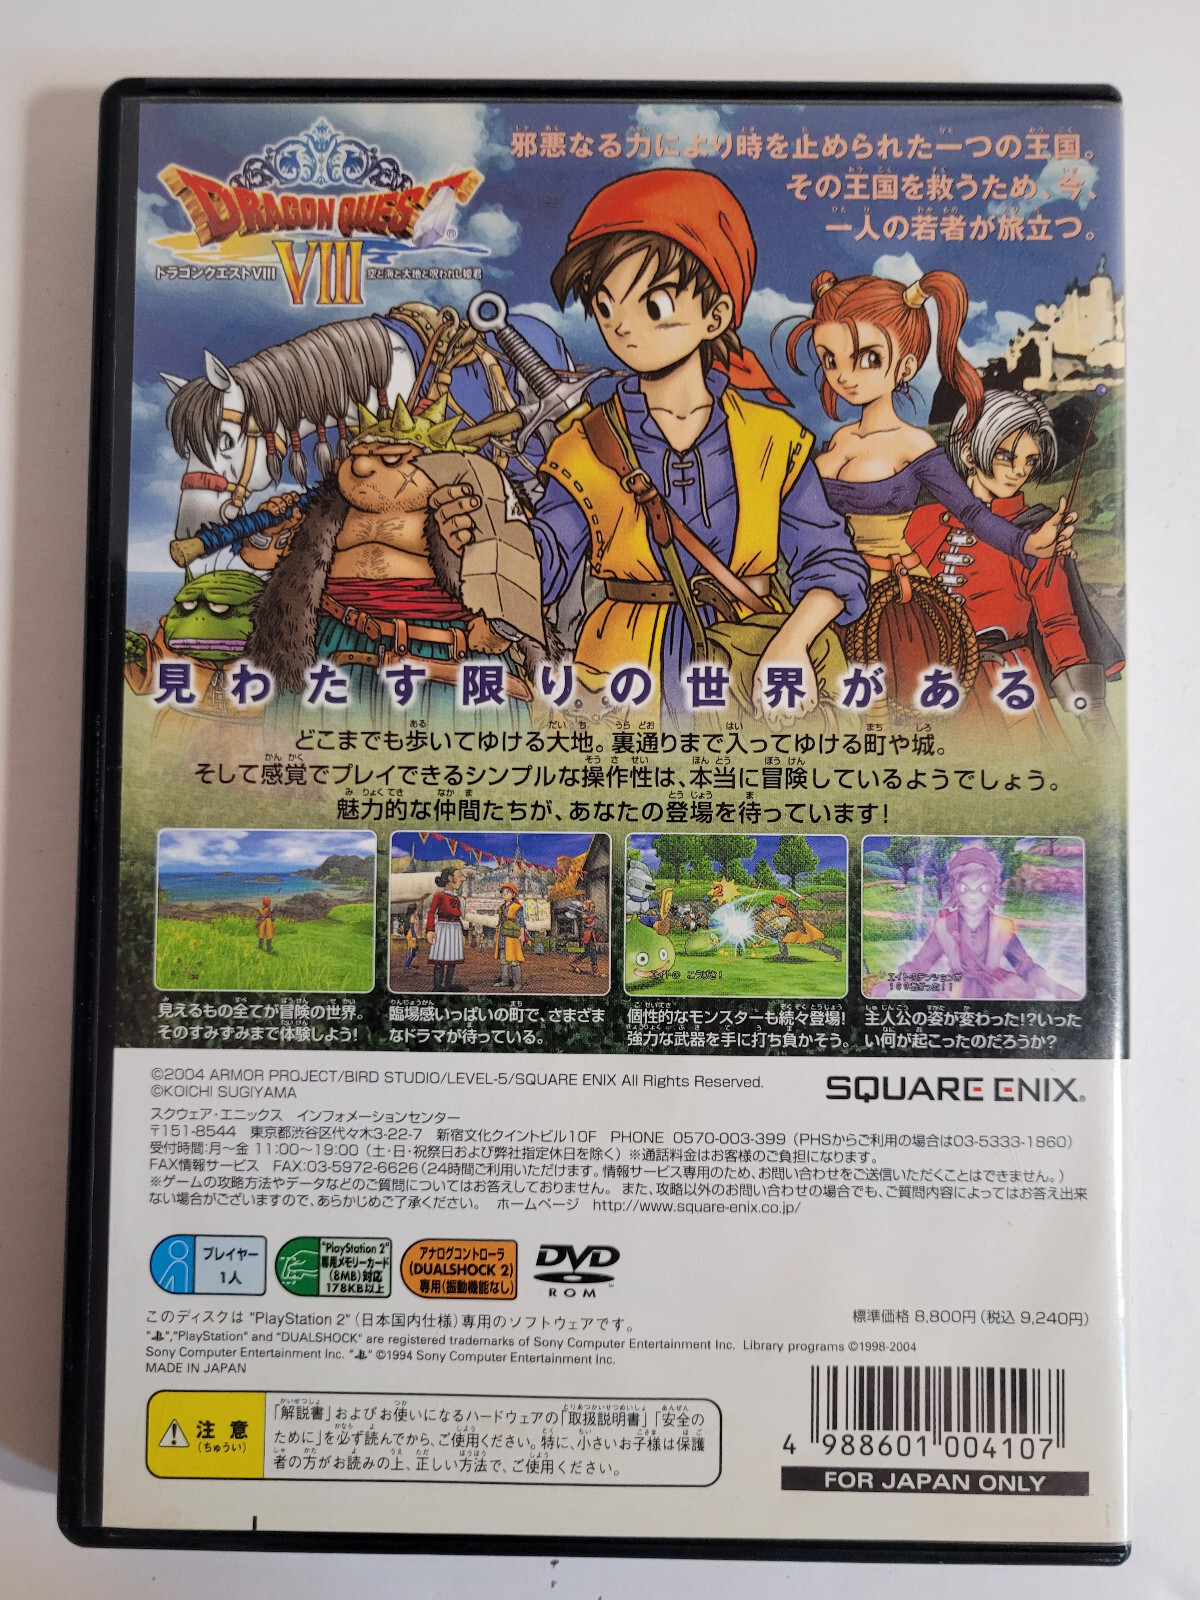 邪悪なる力により時を止められた一つの王国。
その王国を救うため、今、
一人の若者が旅立つ。
DRAGON QUEST
VIII
ドラゴンクエストVIII 空と海と大地と呪われし姫君
見わたす限りの世界がある。
どこまでも歩いてゆける大地。裏通りまで入ってゆける町や城。
そして感覚でプレイできるシンプルな操作性は、本当に冒険しているようでしょう。
魅力的な仲間たちが、あなたの登場を待っています!
エイトの こうげき!
エイトのテンションが
100あがった!!
見えるもの全てが冒険の世界。
そのすみずみまで体験しよう!
臨場感いっぱいの町で、さまざま
なドラマが待っている。
個性的なモンスターも続々登場!
強力な武器を手に打ち負かそう。
主人公の姿が変わった!?いった
い何が起こったのだろうか?
©2004 ARMOR PROJECT/BIRD STUDIO/LEVEL-5/SQUARE ENIX All Rights Reserved.
©KOICHI SUGIYAMA
SQUARE ENIX
スクウェア・エニックス インフォメーションセンター
〒151-8544 東京都渋谷区代々木3-22-7 新宿文化クイントビル10F PHONE 0570-003-399(PHSからご利用の場合は03-5333-1860)
受付時間:月~金 11:00~19:00(土・日・祝祭日および弊社指定休日を除く)※通話料金はお客様のご負担になります。
FAX情報サービス FAX:03-5972-6626(24時間ご利用いただけます。情報サービス専用のため、お問い合わせをご送信いただくことはできません。)
※ゲームの攻略方法やデータなどのご質問についてはお答えしておりません。また、攻略以外のお問い合わせの場合でも、ご質問内容によってはお答え出来
ない場合がございますので、あらかじめご了承ください。 ホームページ http://www.square-enix.co.jp/
プレイヤー
1人
"PlayStation 2"
専用メモリーカード
(8MB)対応
178KB以上
アナログコントローラ
(DUALSHOCK 2)
専用(振動機能なし)
DVD
ROM
このディスクは "PlayStation 2"(日本国内仕様)専用のソフトウェアです。
標準価格 8,800円(税込 9,240円)
"","PlayStation" and "DUALSHOCK" are registered trademarks of Sony Computer Entertainment Inc. Library programs ©1998-2004
Sony Computer Entertainment Inc. "" ©1994 Sony Computer Entertainment Inc.
MADE IN JAPAN
注意
(ちゅうい)
「解説書」およびお使いになるハードウェアの「取扱説明書」「安全の
ために」を必ず読んでから、ご使用ください。特に、小さいお子様は保護
者の方がお読みの上、正しい方法で、ご使用ください。
4 988601 004107
FOR JAPAN ONLY